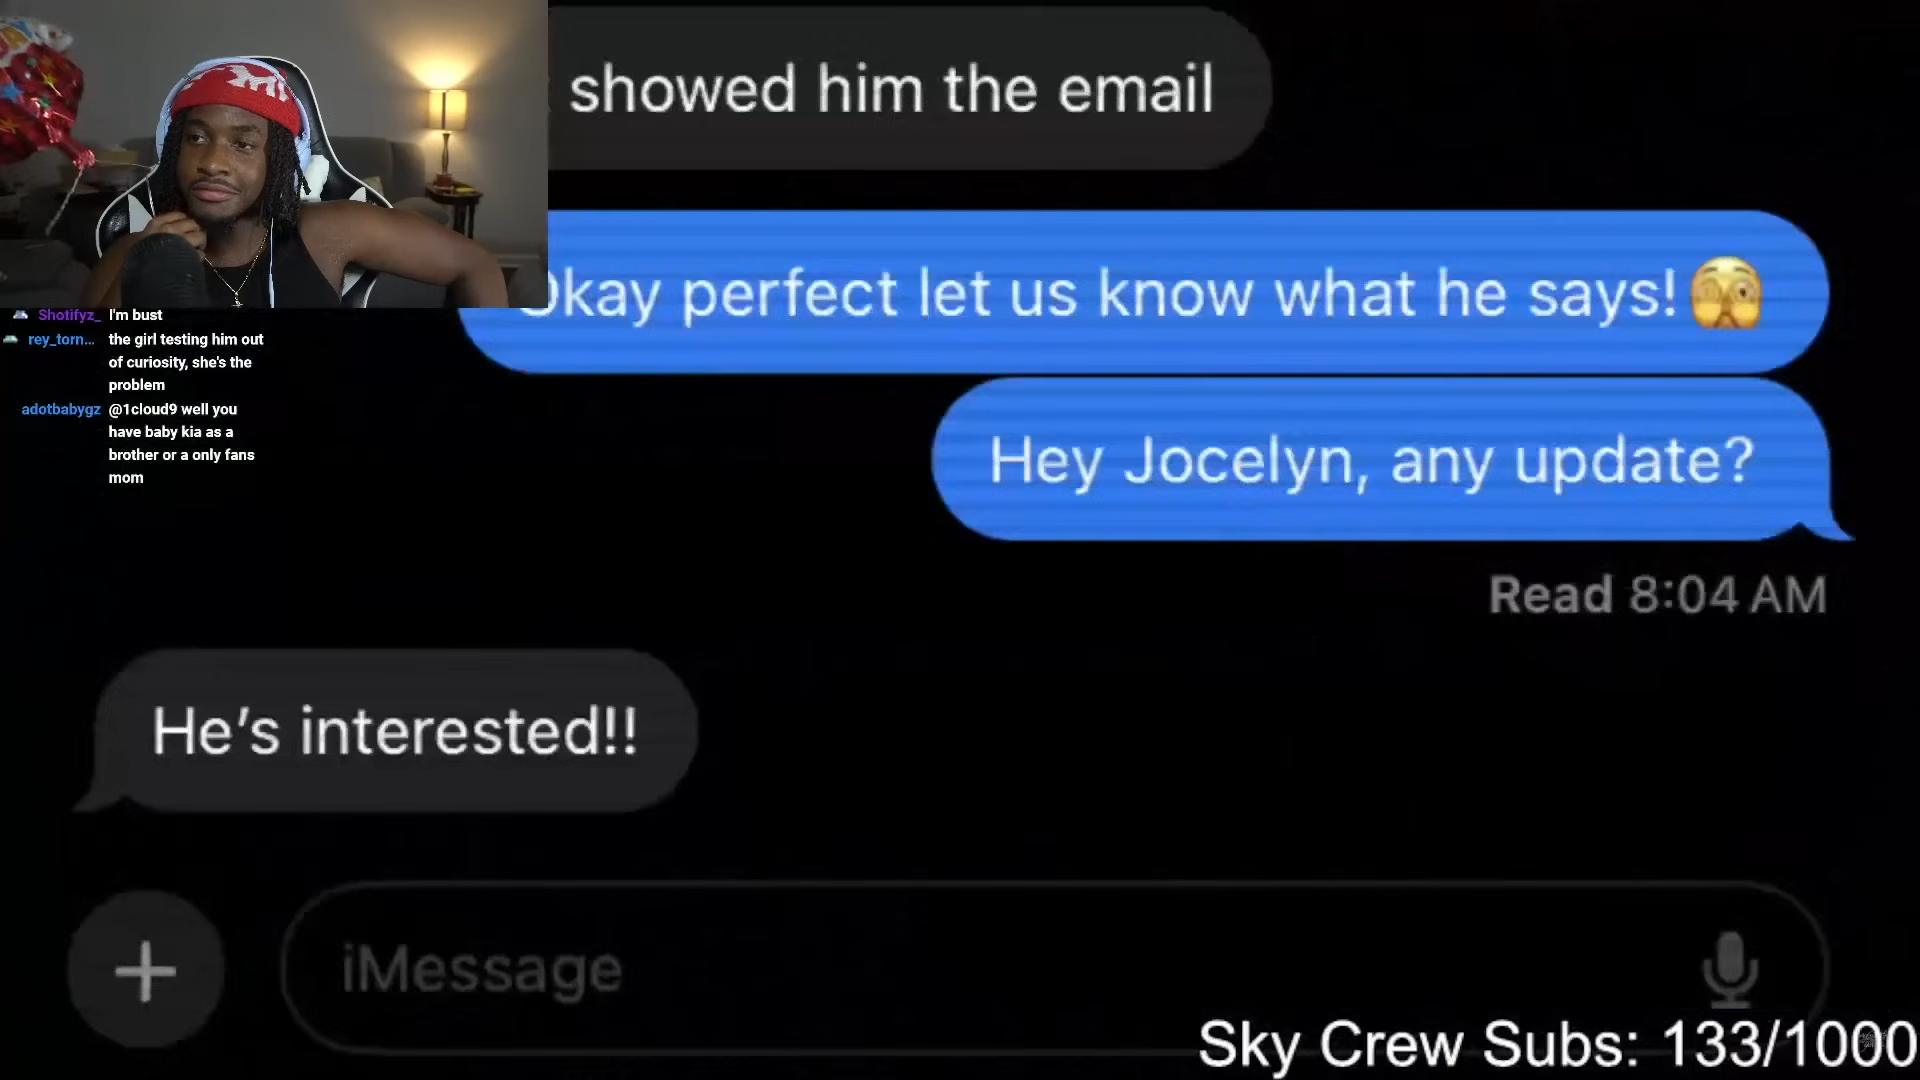 showed him the email
Okay perfect let us know what he says!🫣
Hey Jocelyn, any update?
Read 8:04 AM
He's interested!!
iMessage
Shotifyz_ I'm bust
rey_torn... the girl testing him out
of curiosity, she's the
problem
adotbabygz @1cloud9 well you
have baby kia as a
brother or a only fans
mom
Sky Crew Subs: 133/1000